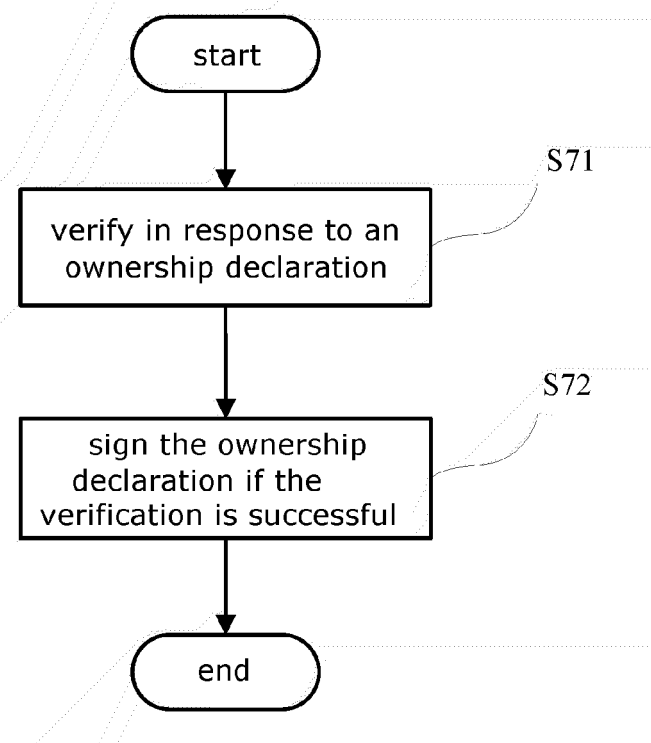 start
S71
verify in response to an
ownership declaration
S72
sign the ownership
declaration if the
verification is successful
end